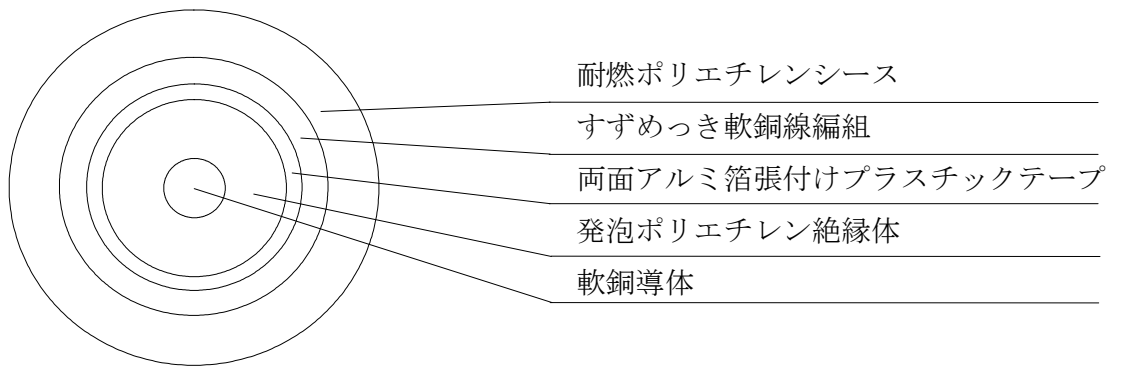 耐燃ポリエチレンシース
すずめっき軟銅線編組
両面アルミ箔張付けプラスチックテープ
発泡ポリエチレン絶縁体
軟銅導体